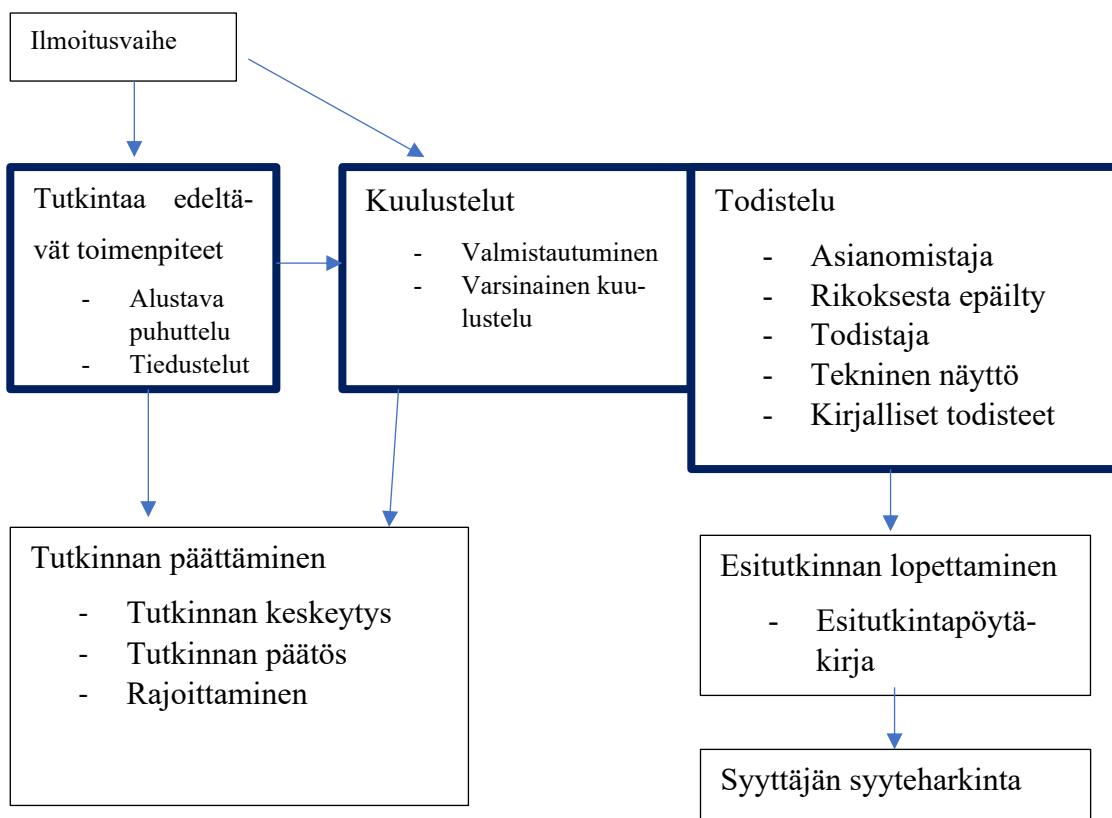 Ilmoitusvaihe
Tutkintaa edeltä-
vät toimenpiteet
- Alustava
puhuttelu
- Tiedustelut
Kuulustelut
- Valmistautuminen
- Varsinainen kuu-
lustelu
Todistelu
- Asianomistaja
- Rikoksesta epäilty
- Todistaja
- Tekninen näyttö
- Kirjalliset todisteet
Tutkinnan päättäminen
- Tutkinnan keskeytys
- Tutkinnan päätös
- Rajoittaminen
Esitutkinnan lopettaminen
- Esitutkintapöytä-
kirja
Syyttäjän syyteharkinta